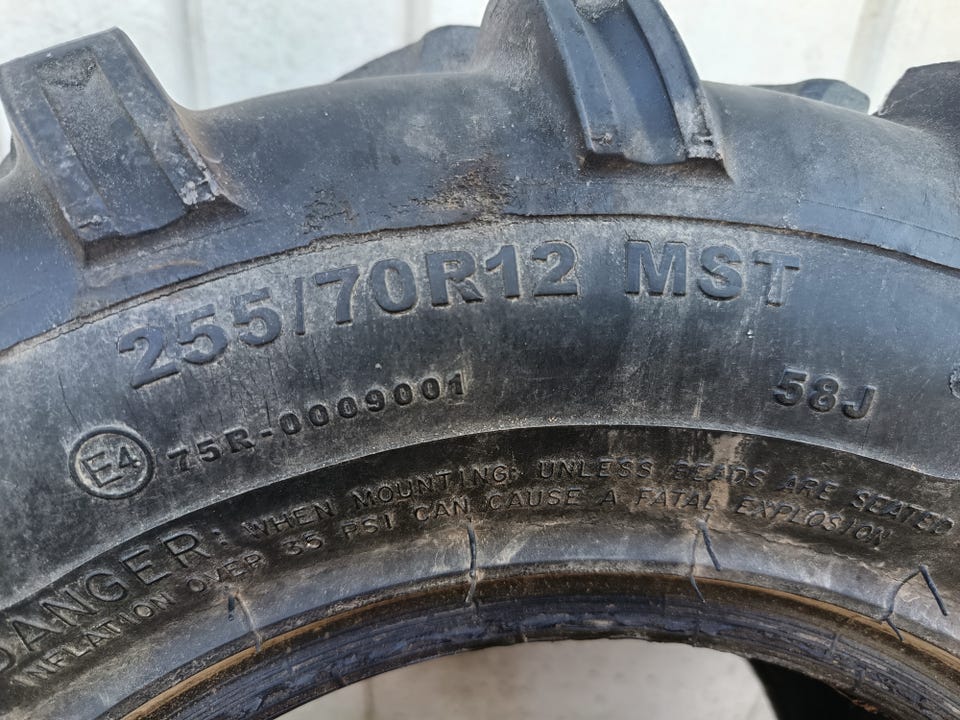 255/70R12 MST
58J
E4 75R-0009001
DANGER: WHEN MOUNTING: UNLESS BEADS ARE SEATED
INFLATION OVER 35 PSI CAN CAUSE A FATAL EXPLOSION